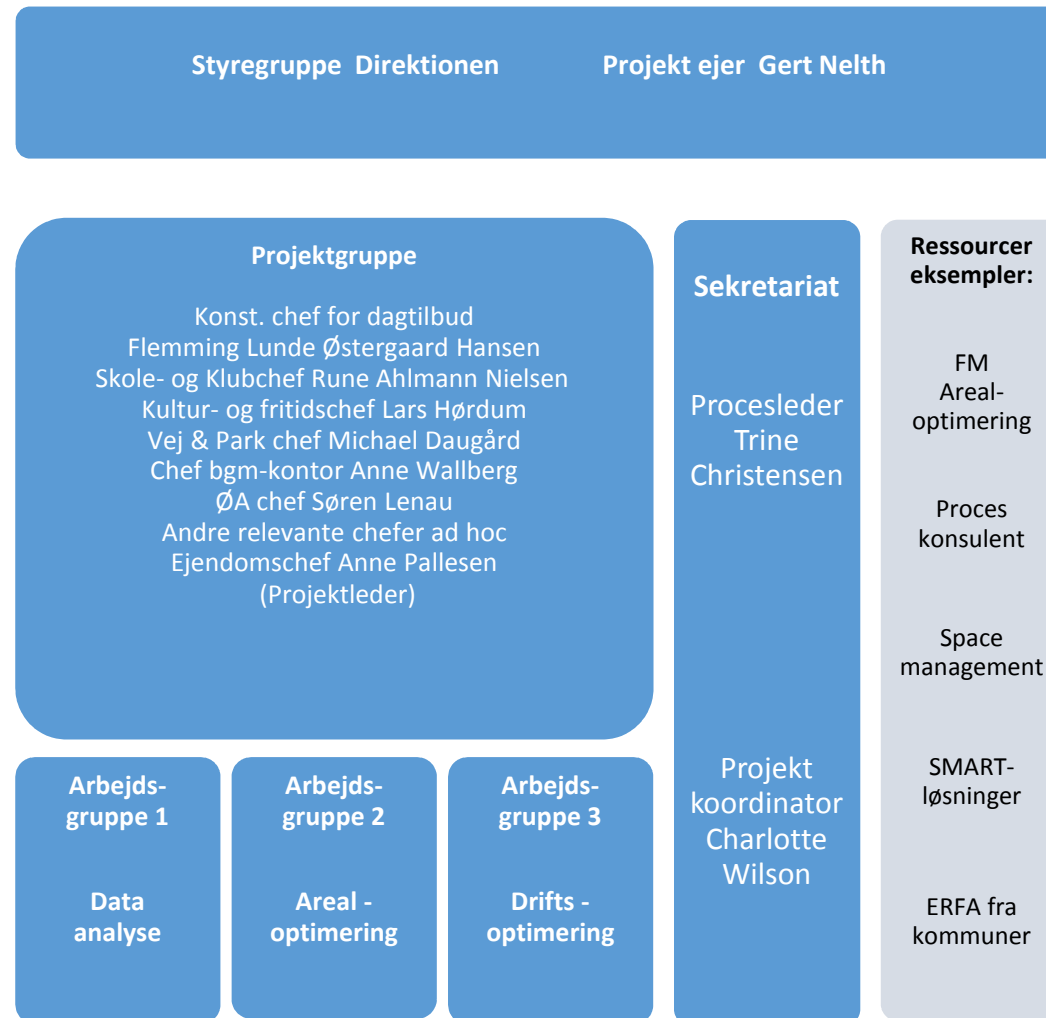 Styregruppe Direktionen Projekt ejer Gert Nelth
Projektgruppe
Konst. chef for dagtilbud
Flemming Lunde Østergaard Hansen
Skole- og Klubchef Rune Ahlmann Nielsen
Kultur- og fritidschef Lars Hørdum
Vej & Park chef Michael Daugård
Chef bgm-kontor Anne Wallberg
ØA chef Søren Lenau
Andre relevante chefer ad hoc
Ejendomschef Anne Pallesen
(Projektleder)
Arbejds-
gruppe 1
Data
analyse
Arbejds-
gruppe 2
Areal -
optimering
Arbejds-
gruppe 3
Drifts -
optimering
Sekretariat
Procesleder
Trine
Christensen
Projekt
koordinator
Charlotte
Wilson
Ressourcer
eksempler:
FM
Areal-
optimering
Proces
konsulent
Space
management
SMART-
løsninger
ERFA fra
kommuner